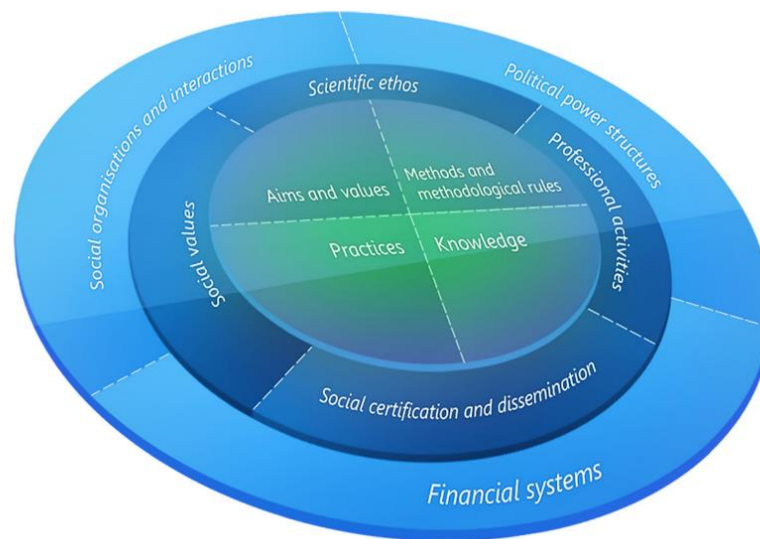 Social organisations and interactions
Political power structures
Scientific ethos
Professional activities
Aims and values
Methods and
methodological rules
Social values
Practices
Knowledge
Social certification and dissemination
Financial systems